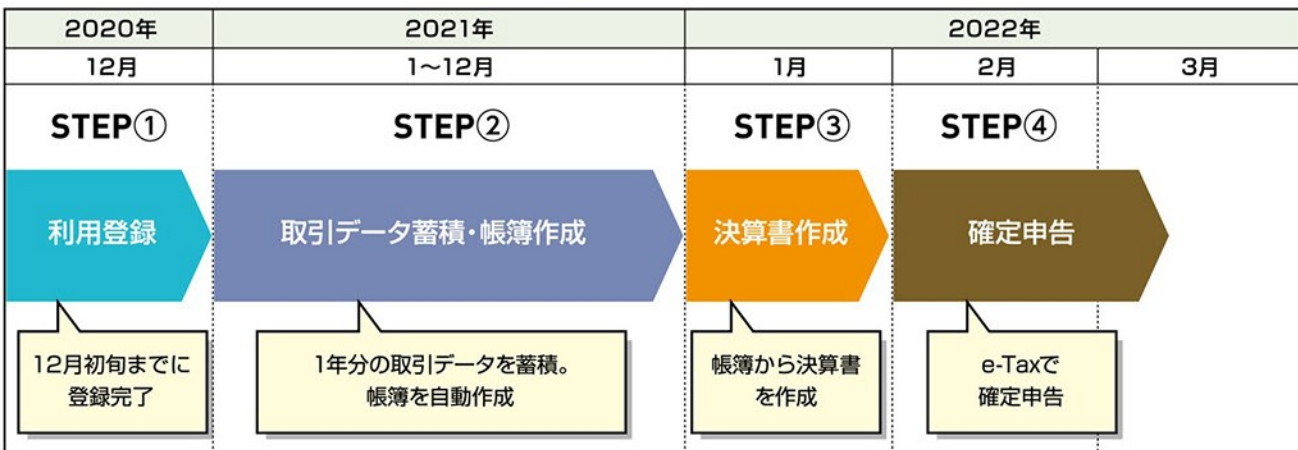 2020年
2021年
2022年
12月
1～12月
1月
2月
3月
STEP①
STEP②
STEP③
STEP④
利用登録
取引データ蓄積・帳簿作成
決算書作成
確定申告
12月初旬までに
登録完了
1年分の取引データを蓄積。
帳簿を自動作成
帳簿から決算書
を作成
e-Taxで
確定申告